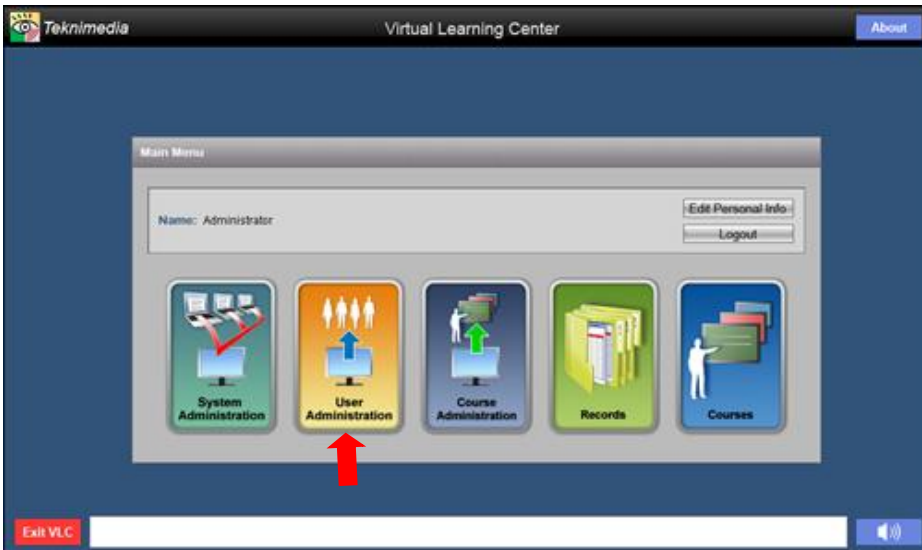 Teknimedia
Virtual Learning Center
About
Main Menu
Name: Administrator
Edit Personal Info
Logout
System
Administration
User
Administration
Course
Administration
Records
Courses
Exit VLC